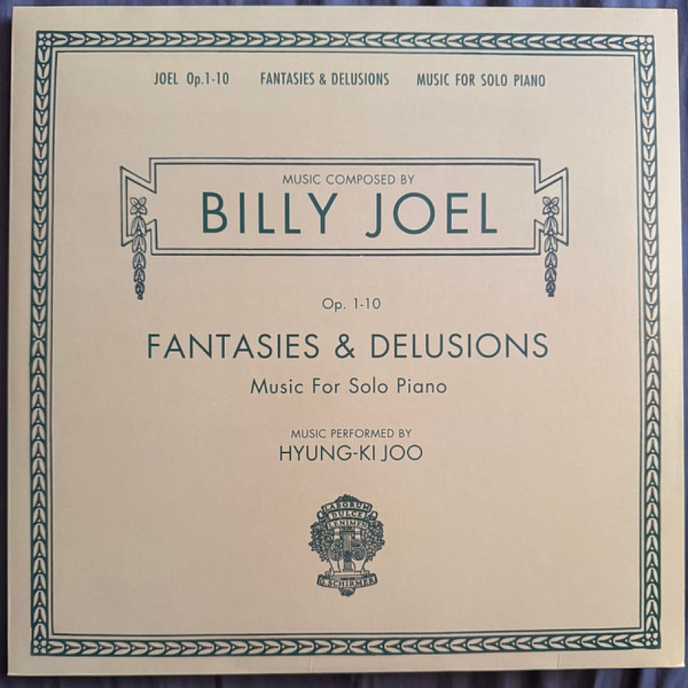 JOEL Op. 1-10 FANTASIES & DELUSIONS MUSIC FOR SOLO PIANO
MUSIC COMPOSED BY
BILLY JOEL
Op. 1-10
FANTASIES & DELUSIONS
Music For Solo Piano
MUSIC PERFORMED BY
HYUNG-KI JOO
LABORUM
DULCE
LENIMEN
G. SCHIRMER